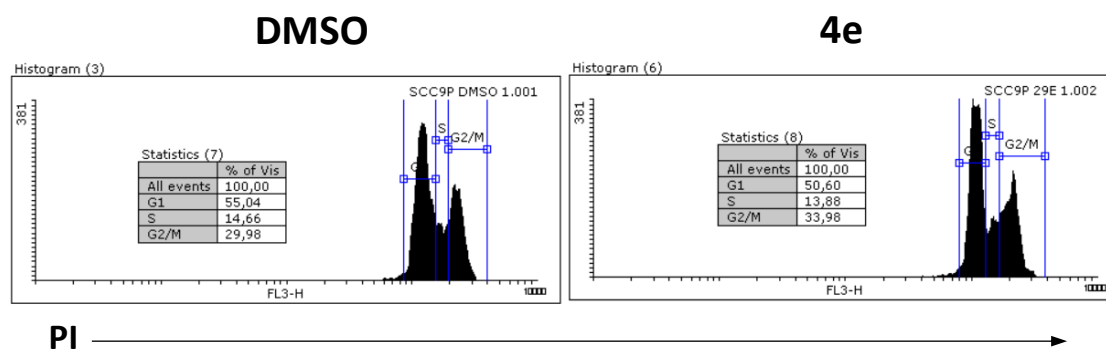 DMSO
4e
Histogram (3)
381
SCC9P DMSO 1.001
S
G2/M
G
Statistics (7)
% of Vis
All events 100,00
G1 55,04
S 14,66
G2/M 29,98
FL3-H
Histogram (6)
381
SCC9P 29E 1.002
S
G2/M
G
Statistics (8)
% of Vis
All events 100,00
G1 50,60
S 13,88
G2/M 33,98
FL3-H
PI